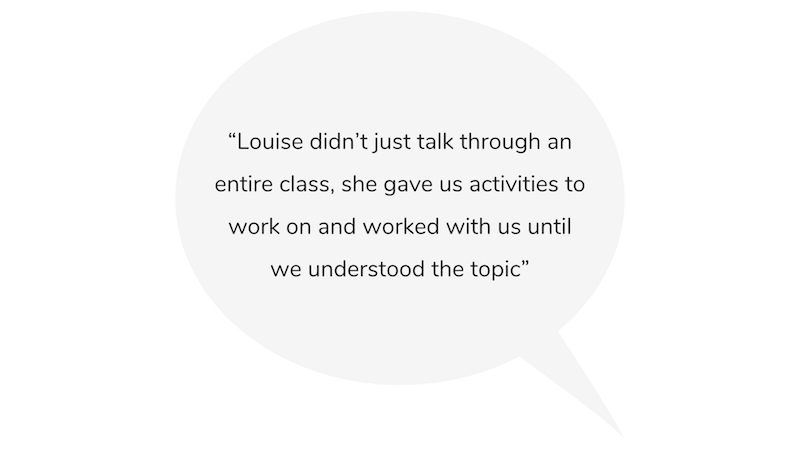 “Louise didn’t just talk through an
entire class, she gave us activities to
work on and worked with us until
we understood the topic”